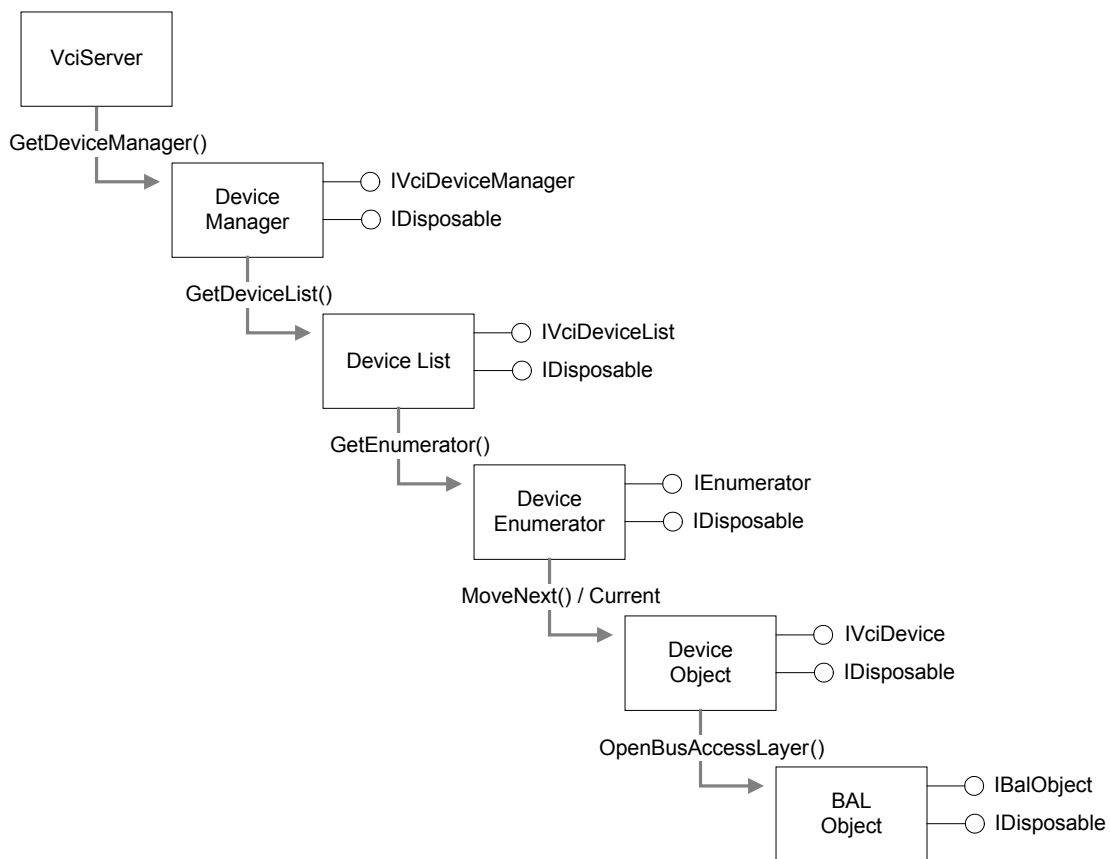 VciServer
GetDeviceManager()
Device
Manager
IVciDeviceManager
IDisposable
GetDeviceList()
Device List
IVciDeviceList
IDisposable
GetEnumerator()
Device
Enumerator
IEnumerator
IDisposable
MoveNext() / Current
Device
Object
IVciDevice
IDisposable
OpenBusAccessLayer()
BAL
Object
IBalObject
IDisposable